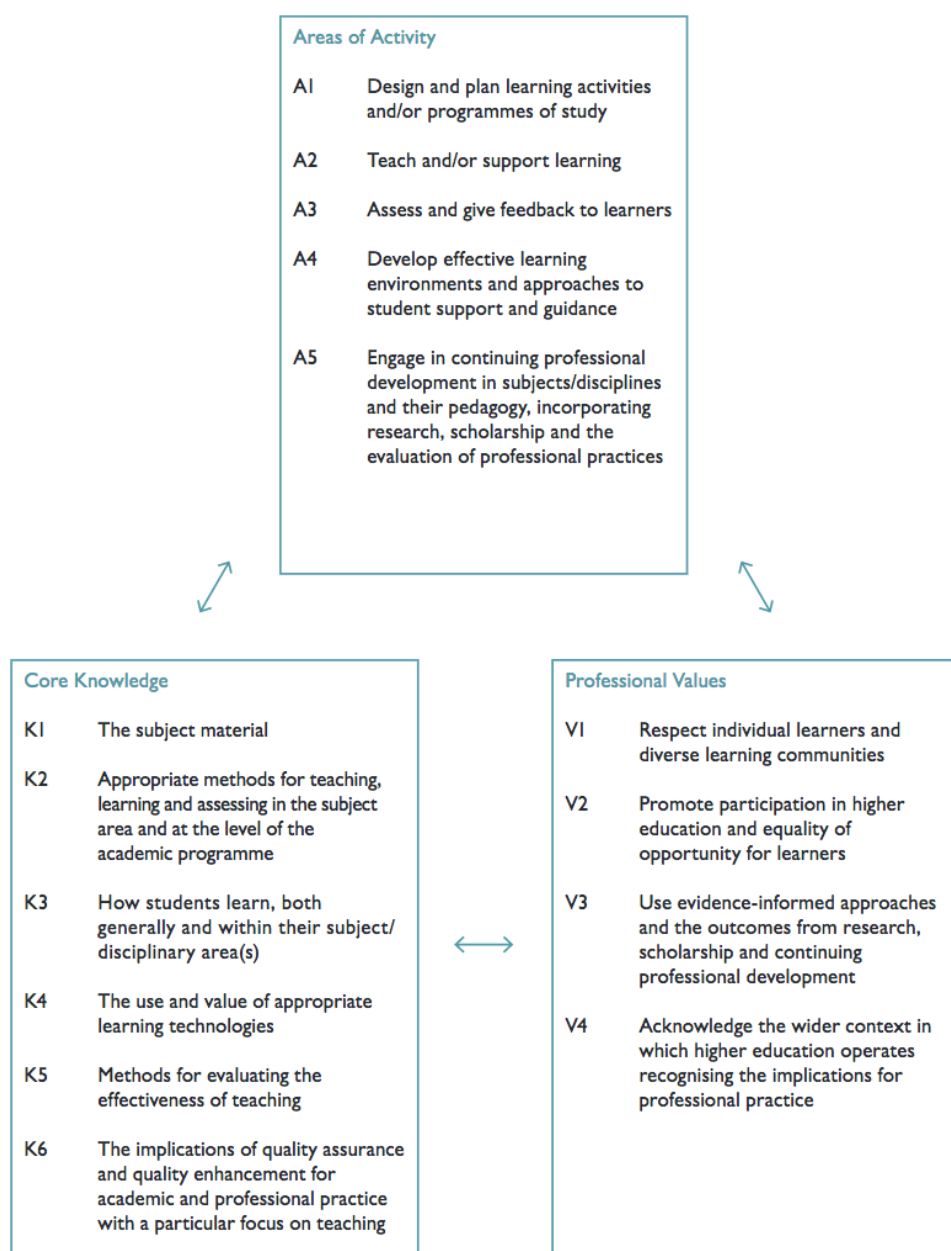 Areas of Activity
A1 Design and plan learning activities
and/or programmes of study
A2 Teach and/or support learning
A3 Assess and give feedback to learners
A4 Develop effective learning
environments and approaches to
student support and guidance
A5 Engage in continuing professional
development in subjects/disciplines
and their pedagogy, incorporating
research, scholarship and the
evaluation of professional practices
Core Knowledge
K1 The subject material
K2 Appropriate methods for teaching,
learning and assessing in the subject
area and at the level of the
academic programme
K3 How students learn, both
generally and within their subject/
disciplinary area(s)
K4 The use and value of appropriate
learning technologies
K5 Methods for evaluating the
effectiveness of teaching
K6 The implications of quality assurance
and quality enhancement for
academic and professional practice
with a particular focus on teaching
Professional Values
V1 Respect individual learners and
diverse learning communities
V2 Promote participation in higher
education and equality of
opportunity for learners
V3 Use evidence-informed approaches
and the outcomes from research,
scholarship and continuing
professional development
V4 Acknowledge the wider context in
which higher education operates
recognising the implications for
professional practice